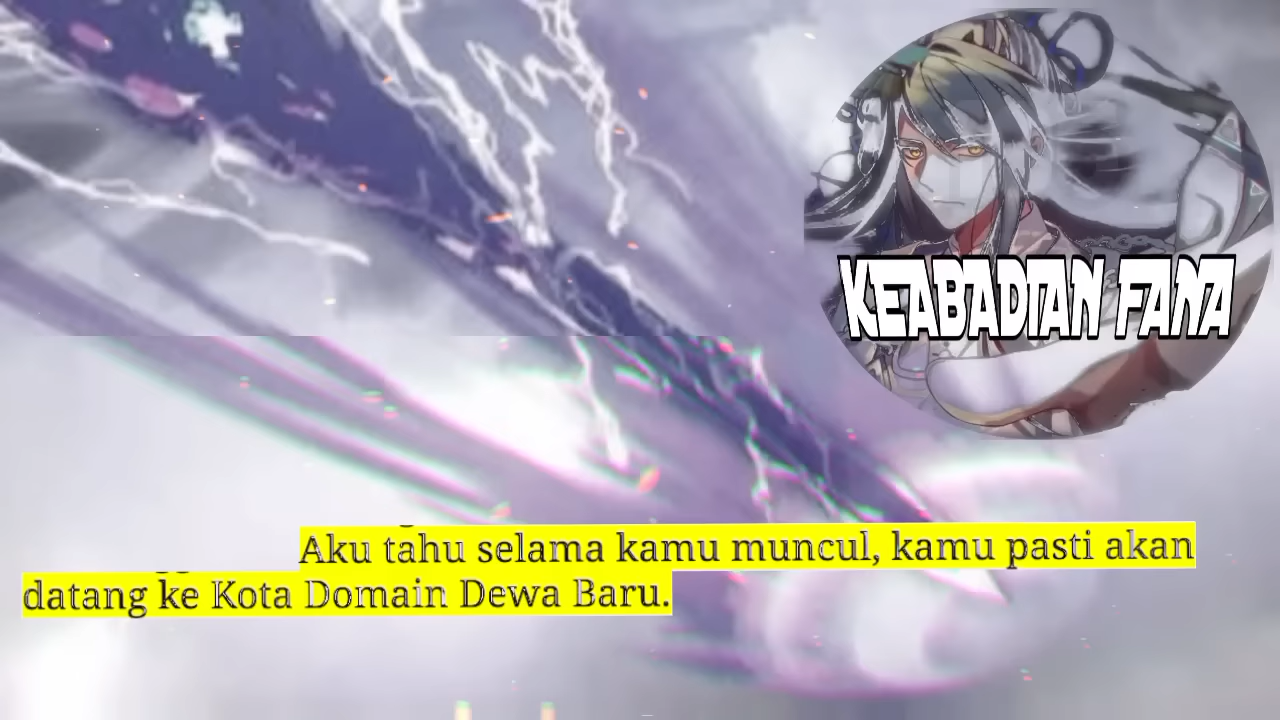 KEABADIAN FANA
Aku tahu selama kamu muncul, kamu pasti akan
datang ke Kota Domain Dewa Baru.